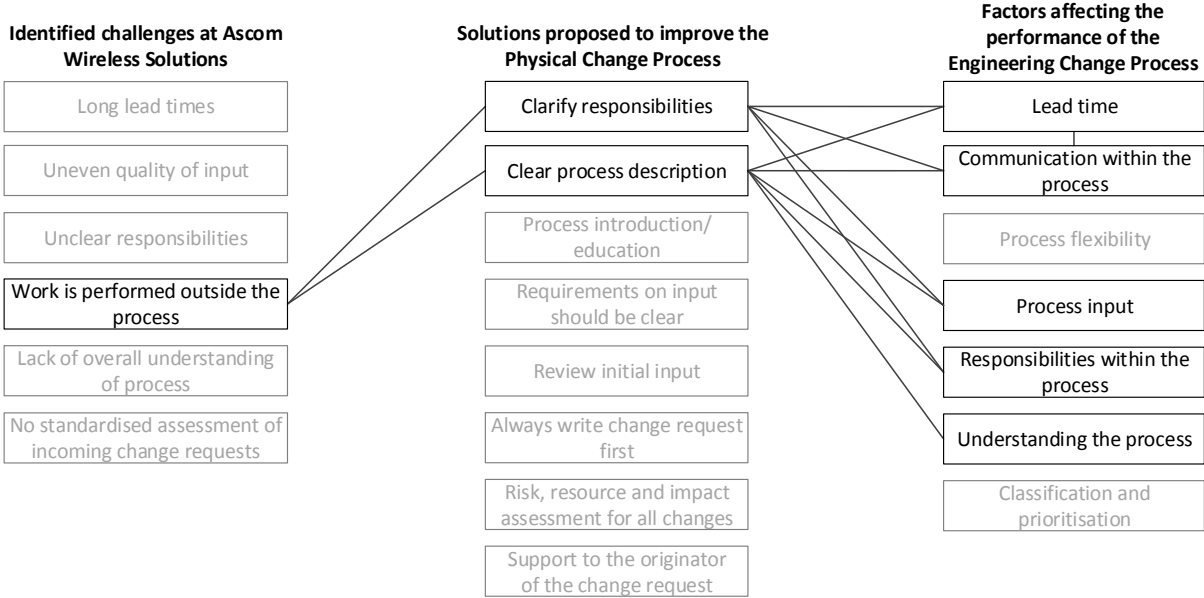 Identified challenges at Ascom
Wireless Solutions
Long lead times
Uneven quality of input
Unclear responsibilities
Work is performed outside the
process
Lack of overall understanding
of process
No standardised assessment of
incoming change requests
Solutions proposed to improve the
Physical Change Process
Clarify responsibilities
Clear process description
Process introduction/
education
Requirements on input
should be clear
Review initial input
Always write change request
first
Risk, resource and impact
assessment for all changes
Support to the originator
of the change request
Factors affecting the
performance of the
Engineering Change Process
Lead time
Communication within the
process
Process flexibility
Process input
Responsibilities within the
process
Understanding the process
Classification and
prioritisation